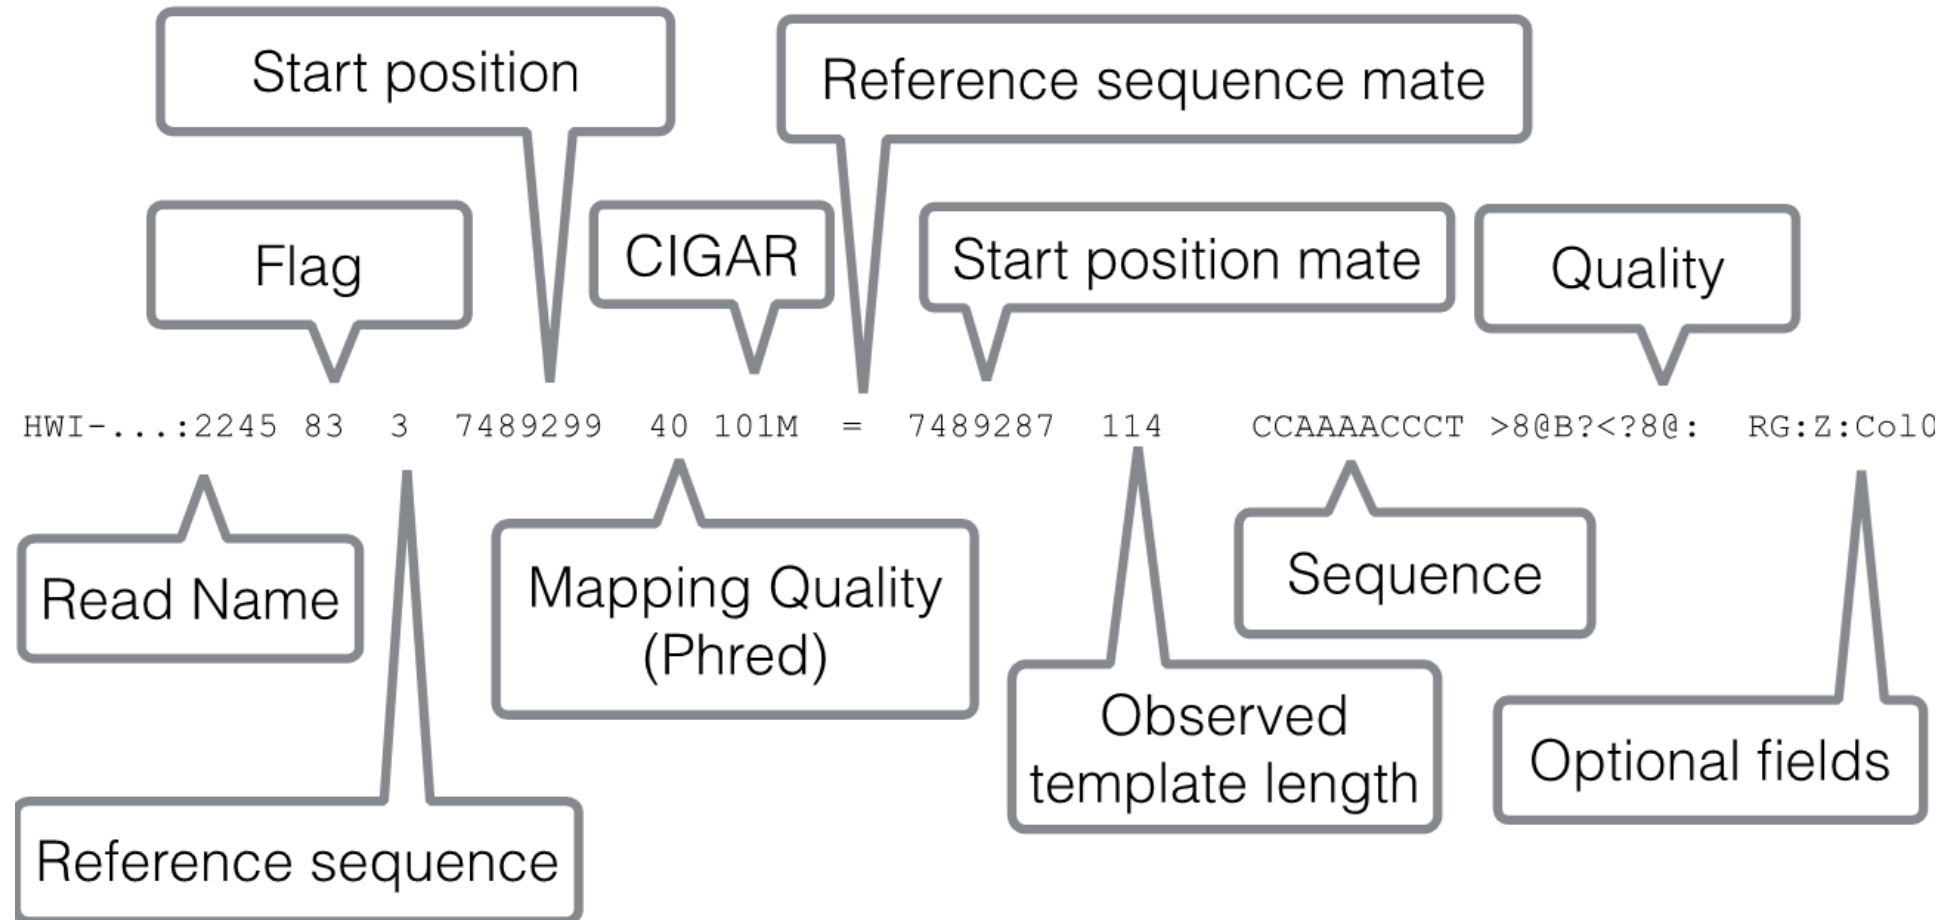 Start position
Reference sequence mate
Flag
CIGAR
Start position mate
Quality
HWI-...:2245 83 3 7489299 40 101M = 7489287 114 CCAAAACCCT >8@B?<?8@: RG:Z:Col0
Read Name
Mapping Quality
(Phred)
Sequence
Observed
template length
Optional fields
Reference sequence